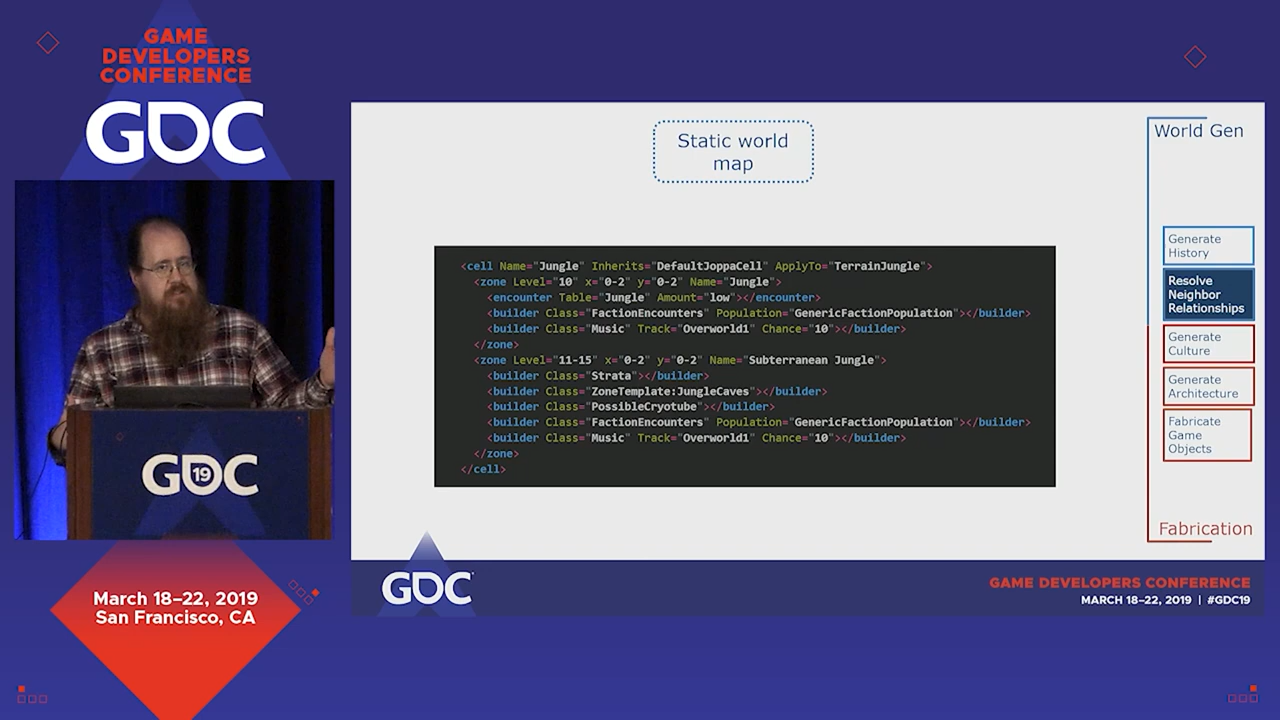 GAME
DEVELOPERS
CONFERENCE
GDC
GDC
19
March 18–22, 2019
San Francisco, CA
Static world
map
<cell Name="Jungle" Inherits="DefaultJoppaCell" ApplyTo="TerrainJungle">
<zone Level="10" x="0-2" y="0-2" Name="Jungle">
<encounter Table="Jungle" Amount="low"></encounter>
<builder Class="FactionEncounters" Population="GenericFactionPopulation"></builder>
<builder Class="Music" Track="Overworld1" Chance="10"></builder>
</zone>
<zone Level="11-15" x="0-2" y="0-2" Name="Subterranean Jungle">
<builder Class="Strata"></builder>
<builder Class="ZoneTemplate:JungleCaves"></builder>
<builder Class="PossibleCryotube"></builder>
<builder Class="FactionEncounters" Population="GenericFactionPopulation"></builder>
<builder Class="Music" Track="Overworld1" Chance="10"></builder>
</zone>
</cell>
World Gen
Generate
History
Resolve
Neighbor
Relationships
Generate
Culture
Generate
Architecture
Fabricate
Game
Objects
Fabrication
GDC
GAME DEVELOPERS CONFERENCE
MARCH 18–22, 2019 | #GDC19